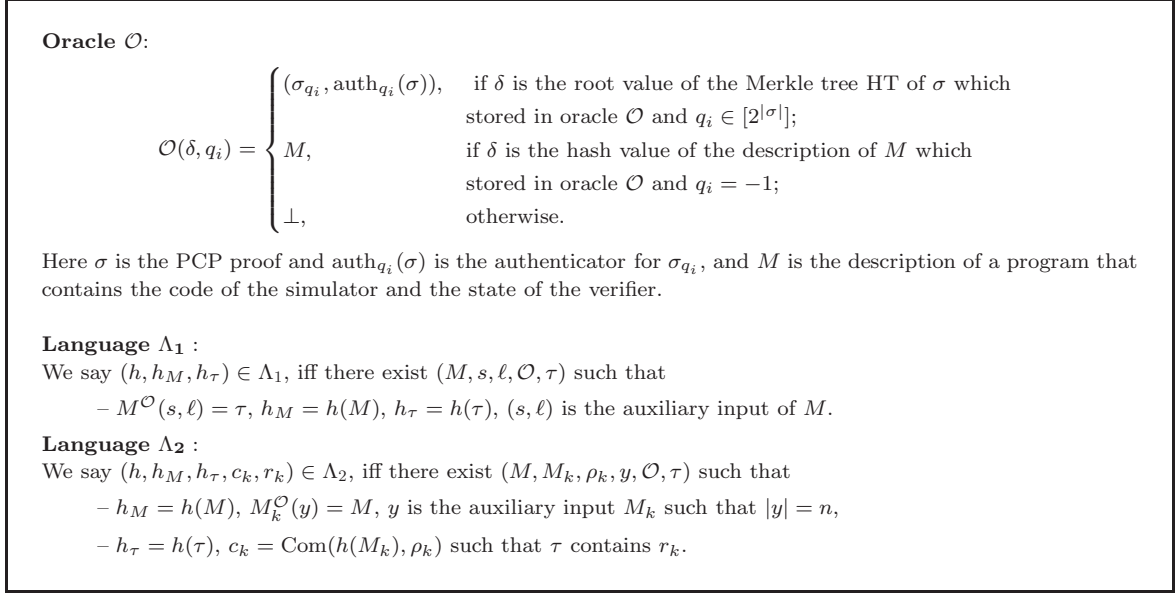 Oracle 𝒪:
(σ_{q_i}, auth_{q_i}(σ)), if δ is the root value of the Merkle tree HT of σ which
stored in oracle 𝒪 and q_i ∈ [2^{|σ|}];
𝒪(δ, q_i) = { M, if δ is the hash value of the description of M which
stored in oracle 𝒪 and q_i = −1;
⊥, otherwise.
Here σ is the PCP proof and auth_{q_i}(σ) is the authenticator for σ_{q_i}, and M is the description of a program that
contains the code of the simulator and the state of the verifier.
Language Λ₁ :
We say (h, h_M, h_τ) ∈ Λ₁, iff there exist (M, s, ℓ, 𝒪, τ) such that
– M^𝒪(s, ℓ) = τ, h_M = h(M), h_τ = h(τ), (s, ℓ) is the auxiliary input of M.
Language Λ₂ :
We say (h, h_M, h_τ, c_k, r_k) ∈ Λ₂, iff there exist (M, M_k, ρ_k, y, 𝒪, τ) such that
– h_M = h(M), M_k^𝒪(y) = M, y is the auxiliary input M_k such that |y| = n,
– h_τ = h(τ), c_k = Com(h(M_k), ρ_k) such that τ contains r_k.